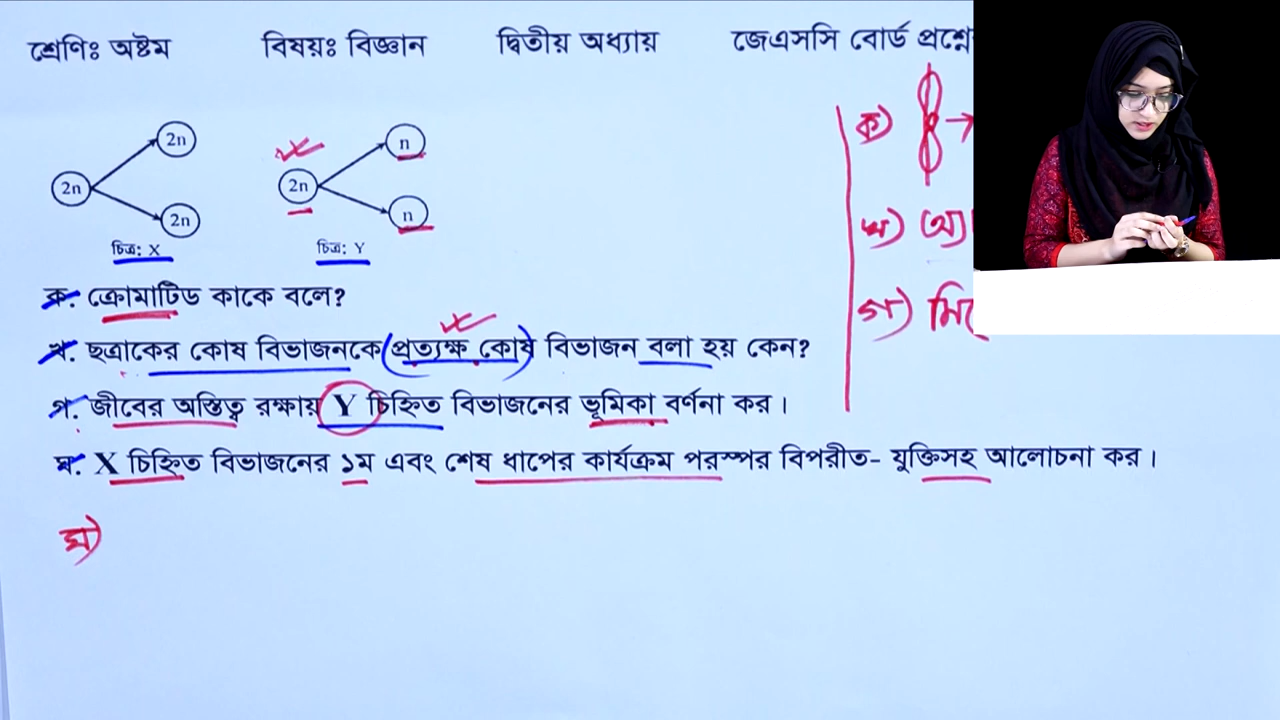 শ্রেণিঃ অষ্টম বিষয়ঃ বিজ্ঞান দ্বিতীয় অধ্যায় জেএসসি বোর্ড
2n
2n
2n
চিত্র: X
2n
n
n
চিত্র: Y
ক)
খ)
গ)
ক. ক্রোমাটিড কাকে বলে?
খ. ছত্রাকের কোষ বিভাজনকে প্রত্যক্ষ কোষ বিভাজন বলা হয় কেন?
গ. জীবের অস্তিত্ব রক্ষায় Y চিহ্নিত বিভাজনের ভূমিকা বর্ণনা কর।
ঘ. X চিহ্নিত বিভাজনের ১ম এবং শেষ ধাপের কার্যক্রম পরস্পর বিপরীত- যুক্তিসহ আলোচনা কর।
ঘ)